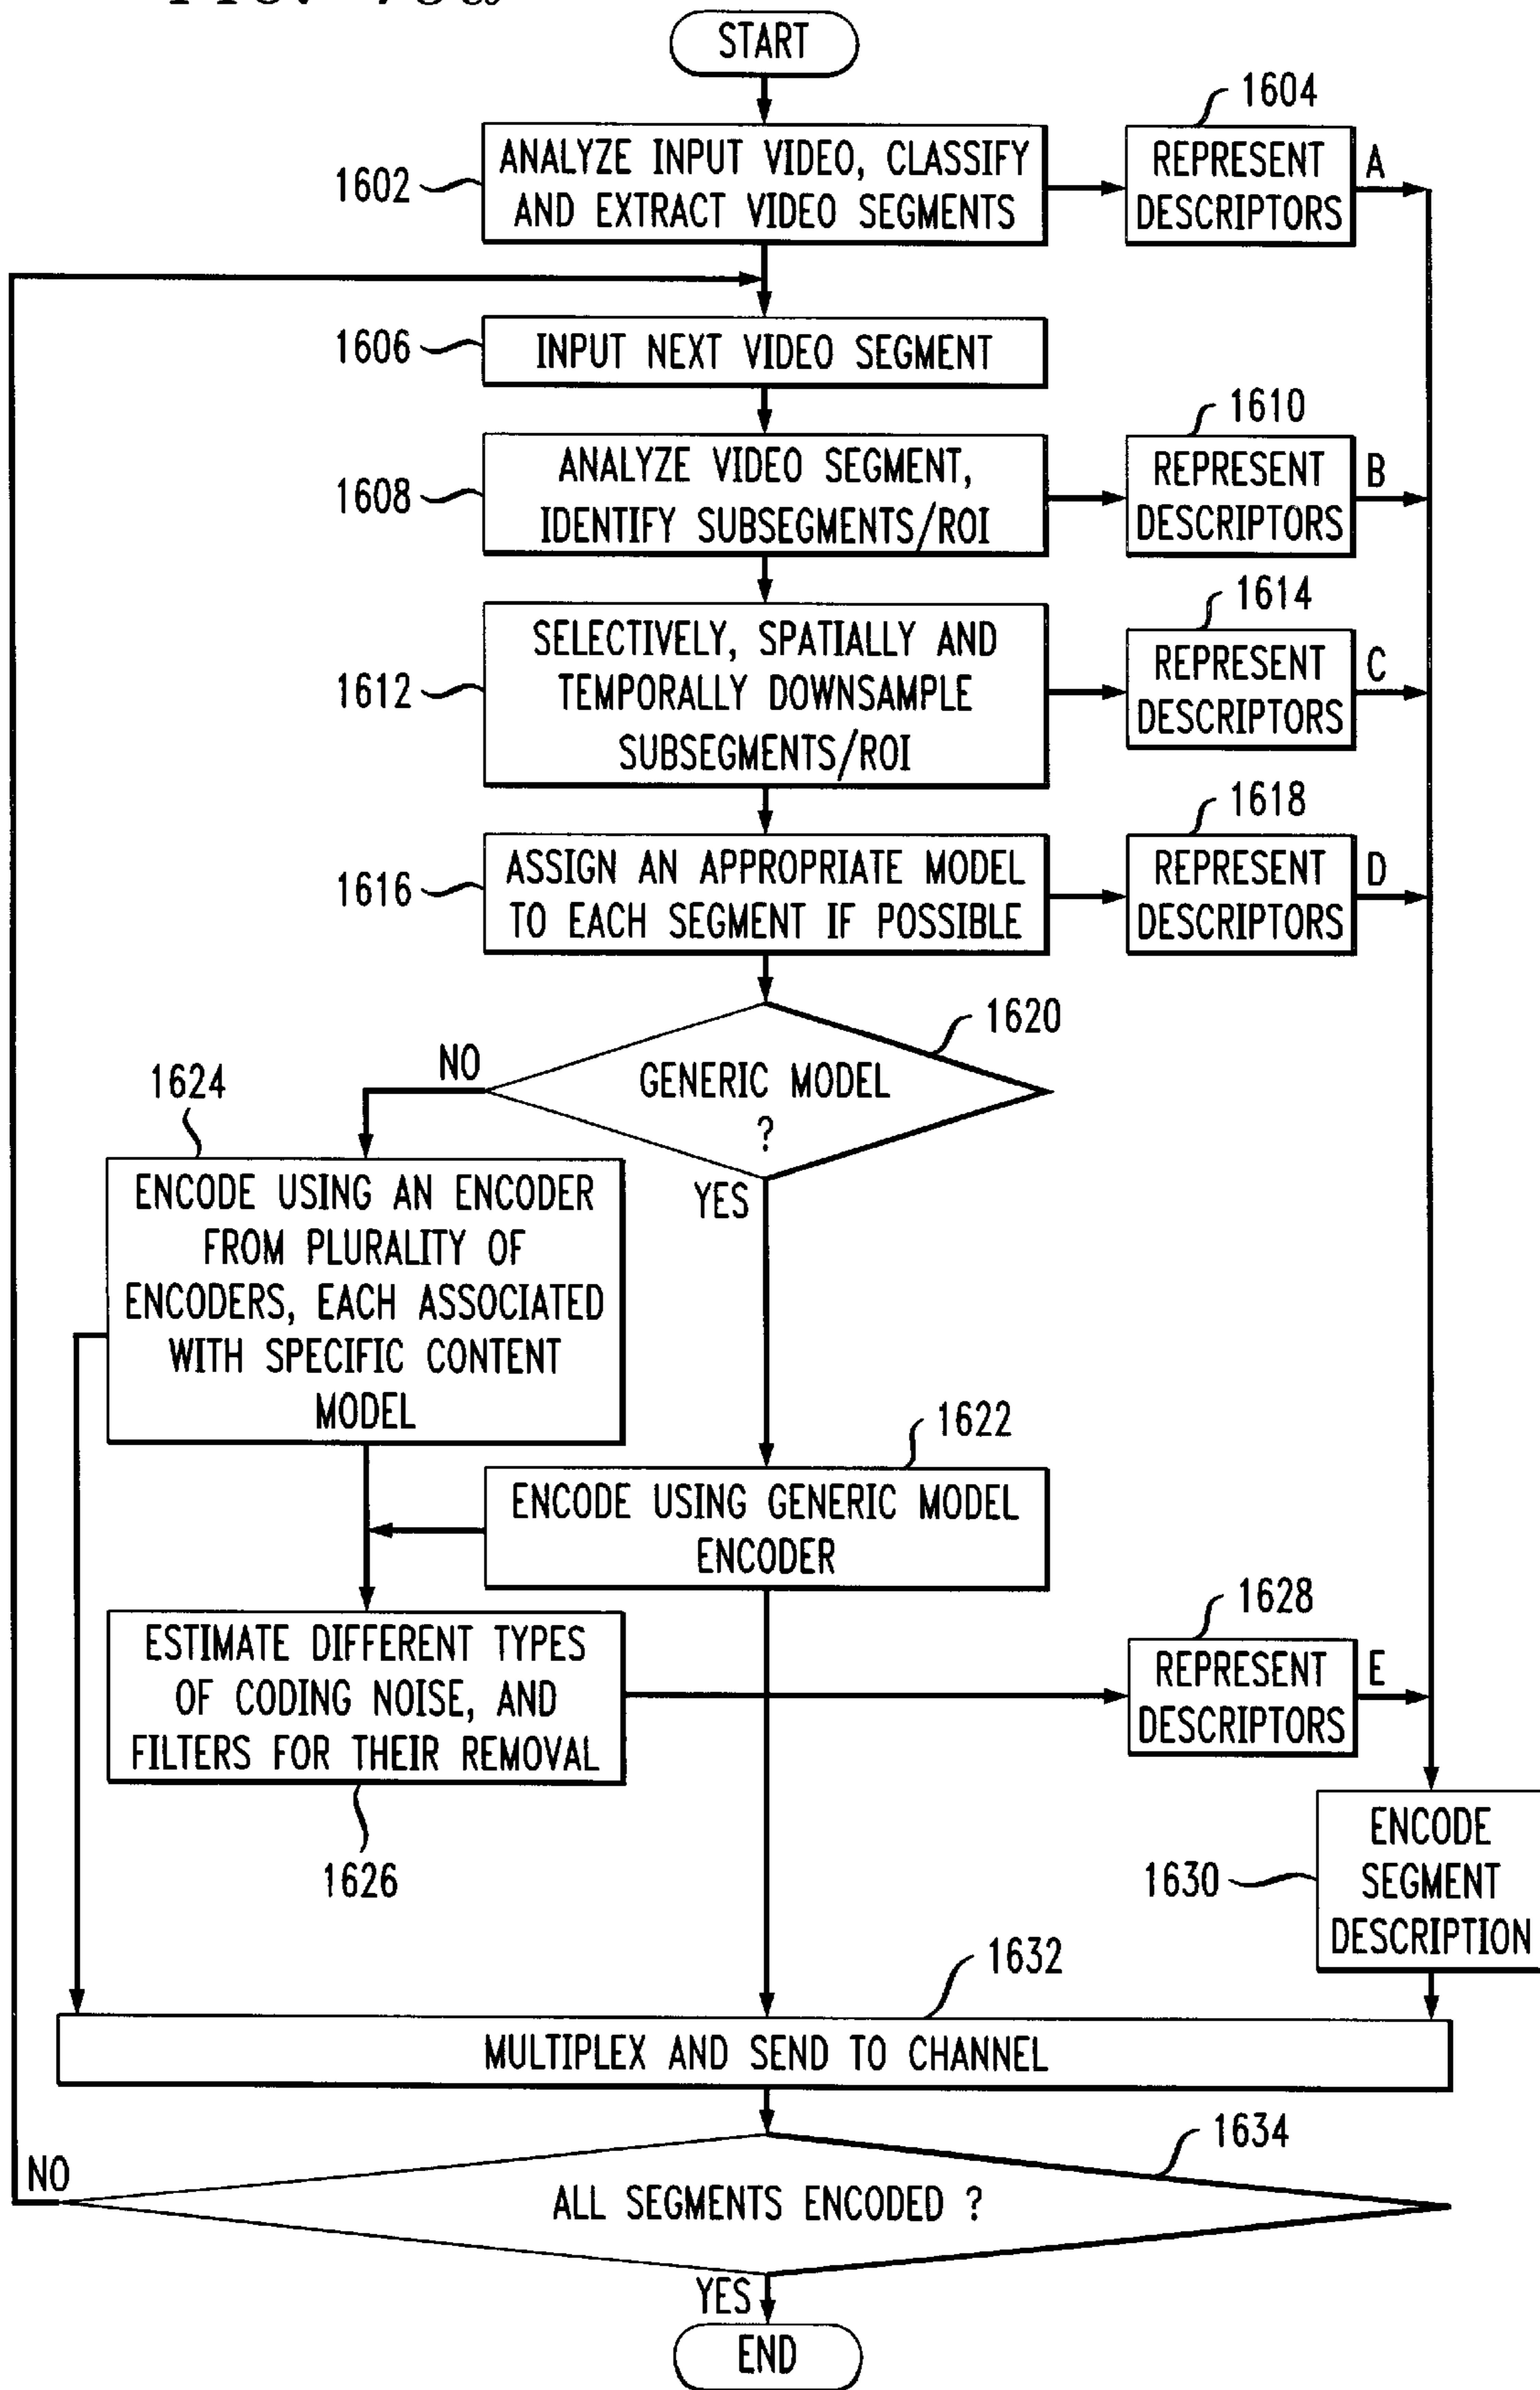 START
1604
ANALYZE INPUT VIDEO, CLASSIFY
AND EXTRACT VIDEO SEGMENTS
1602
REPRESENT
DESCRIPTORS
A
1606
INPUT NEXT VIDEO SEGMENT
1610
1608
ANALYZE VIDEO SEGMENT,
IDENTIFY SUBSEGMENTS/ROI
REPRESENT
DESCRIPTORS
B
1614
1612
SELECTIVELY, SPATIALLY AND
TEMPORALLY DOWNSAMPLE
SUBSEGMENTS/ROI
REPRESENT
DESCRIPTORS
C
1618
1616
ASSIGN AN APPROPRIATE MODEL
TO EACH SEGMENT IF POSSIBLE
REPRESENT
DESCRIPTORS
D
1620
NO
GENERIC MODEL
?
YES
1624
ENCODE USING AN ENCODER
FROM PLURALITY OF
ENCODERS, EACH ASSOCIATED
WITH SPECIFIC CONTENT
MODEL
1622
ENCODE USING GENERIC MODEL
ENCODER
ESTIMATE DIFFERENT TYPES
OF CODING NOISE, AND
FILTERS FOR THEIR REMOVAL
1626
1628
REPRESENT
DESCRIPTORS
E
1630
ENCODE
SEGMENT
DESCRIPTION
1632
MULTIPLEX AND SEND TO CHANNEL
1634
NO
ALL SEGMENTS ENCODED ?
YES
END